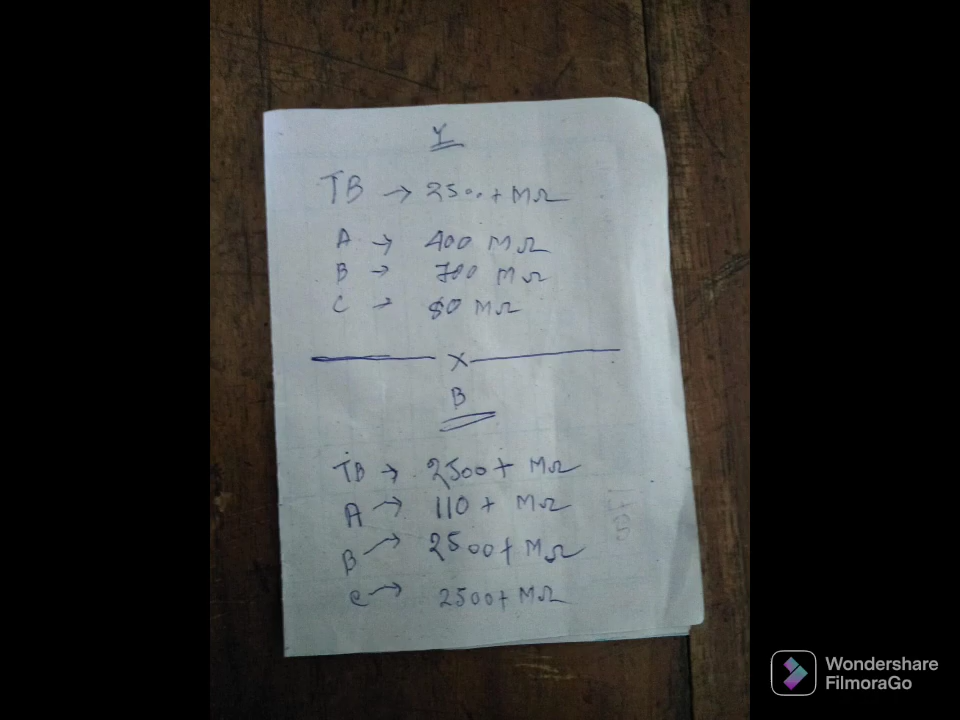 Y
TB → 2500+ MΩ
A → 400 MΩ
B → 700 MΩ
C → 80 MΩ
X
B
TB → 2500+ MΩ
A → 110+ MΩ
B → 2500+ MΩ
C → 2500+ MΩ
Wondershare
FilmoraGo